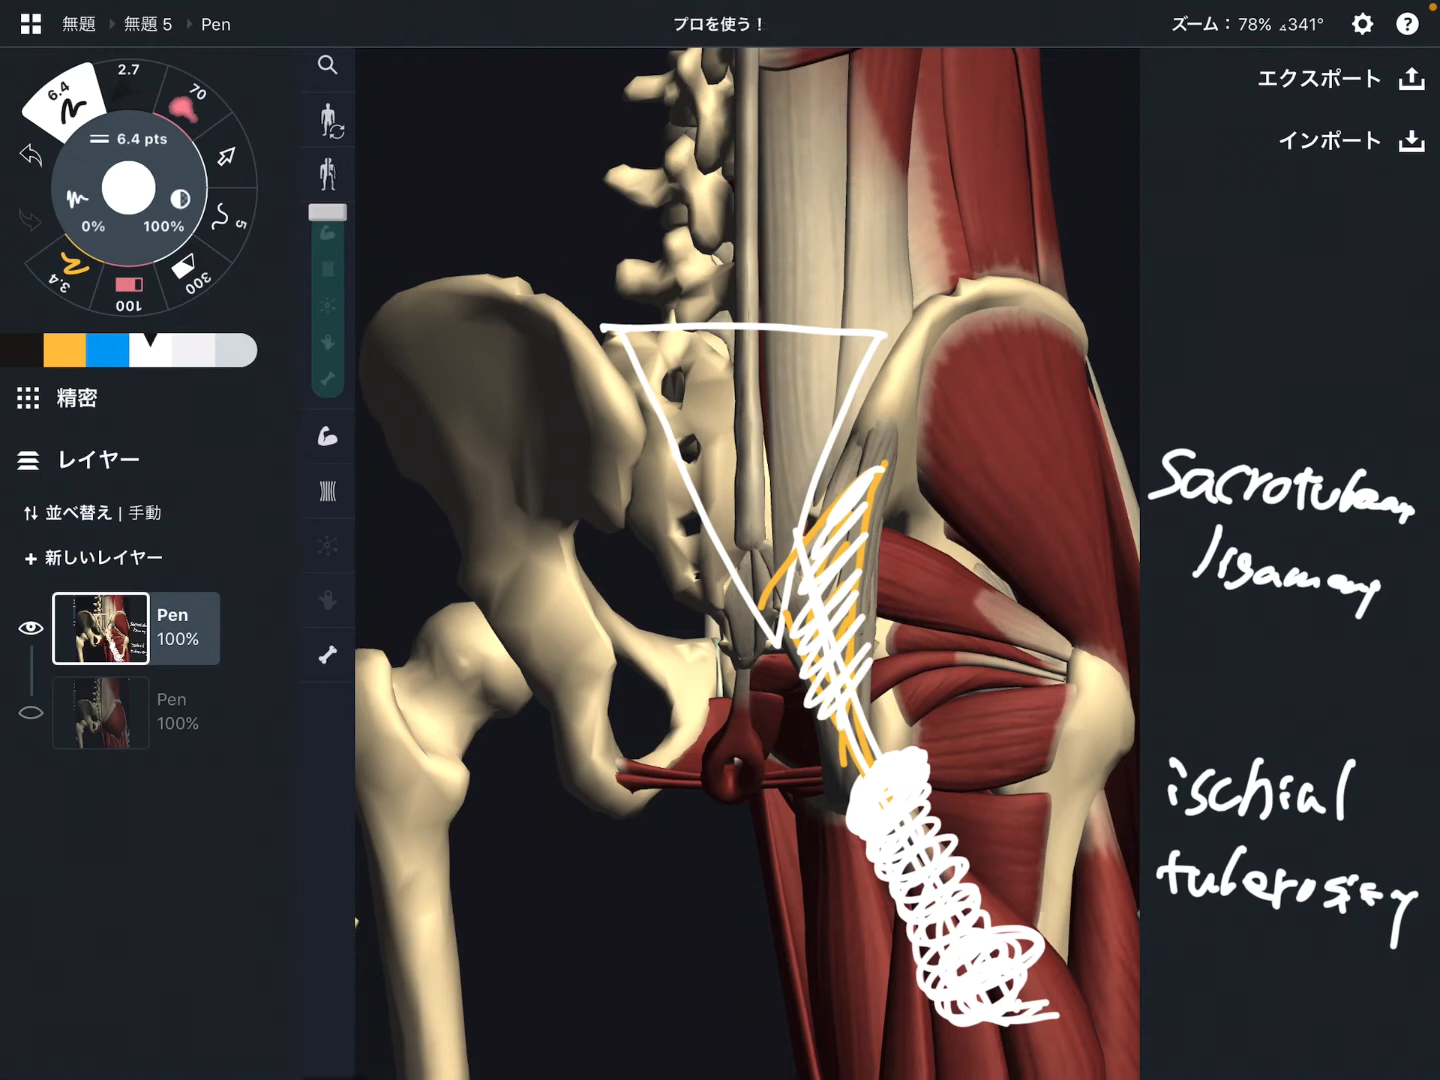 無題 無題 5 Pen
プロを使う!
ズーム: 78% ⦟341°
エクスポート
インポート
2.7
6.4
70
6.4 pts
0%
100%
5
3.4
100
300
精密
レイヤー
並べ替え | 手動
+ 新しいレイヤー
Pen
100%
Pen
100%
ischial